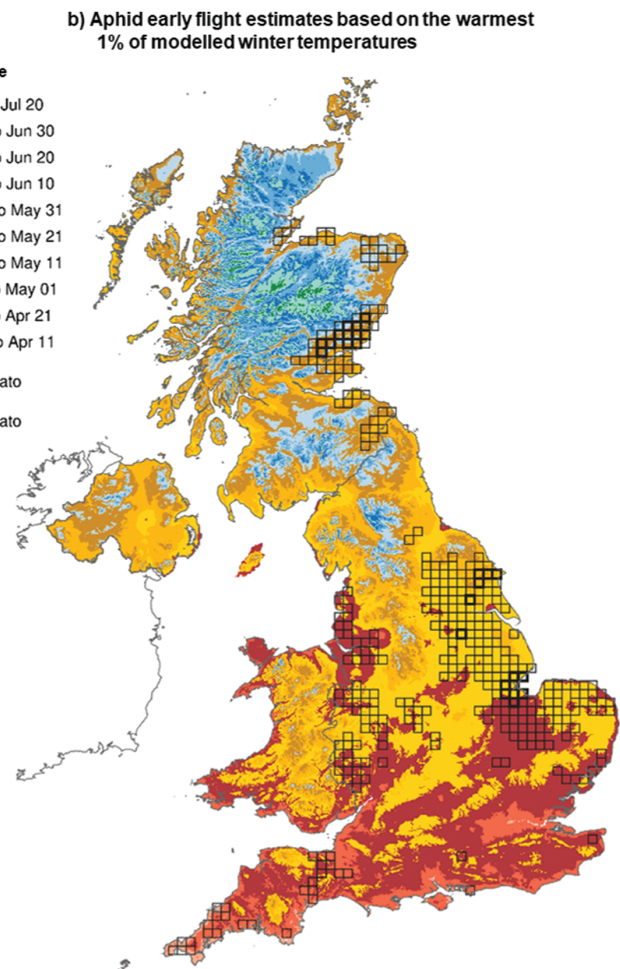 b) Aphid early flight estimates based on the warmest
1% of modelled winter temperatures
e
Jul 20
o Jun 30
o Jun 20
o Jun 10
o May 31
o May 21
o May 11
May 01
Apr 21
o Apr 11
ato
ato